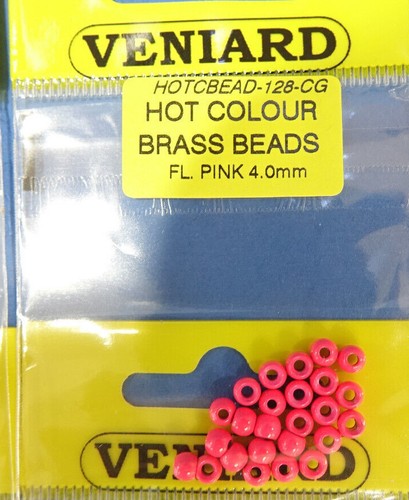 VENIARD
HOTCBEAD-128-CG
HOT COLOUR
BRASS BEADS
FL. PINK 4.0mm
VENIARD